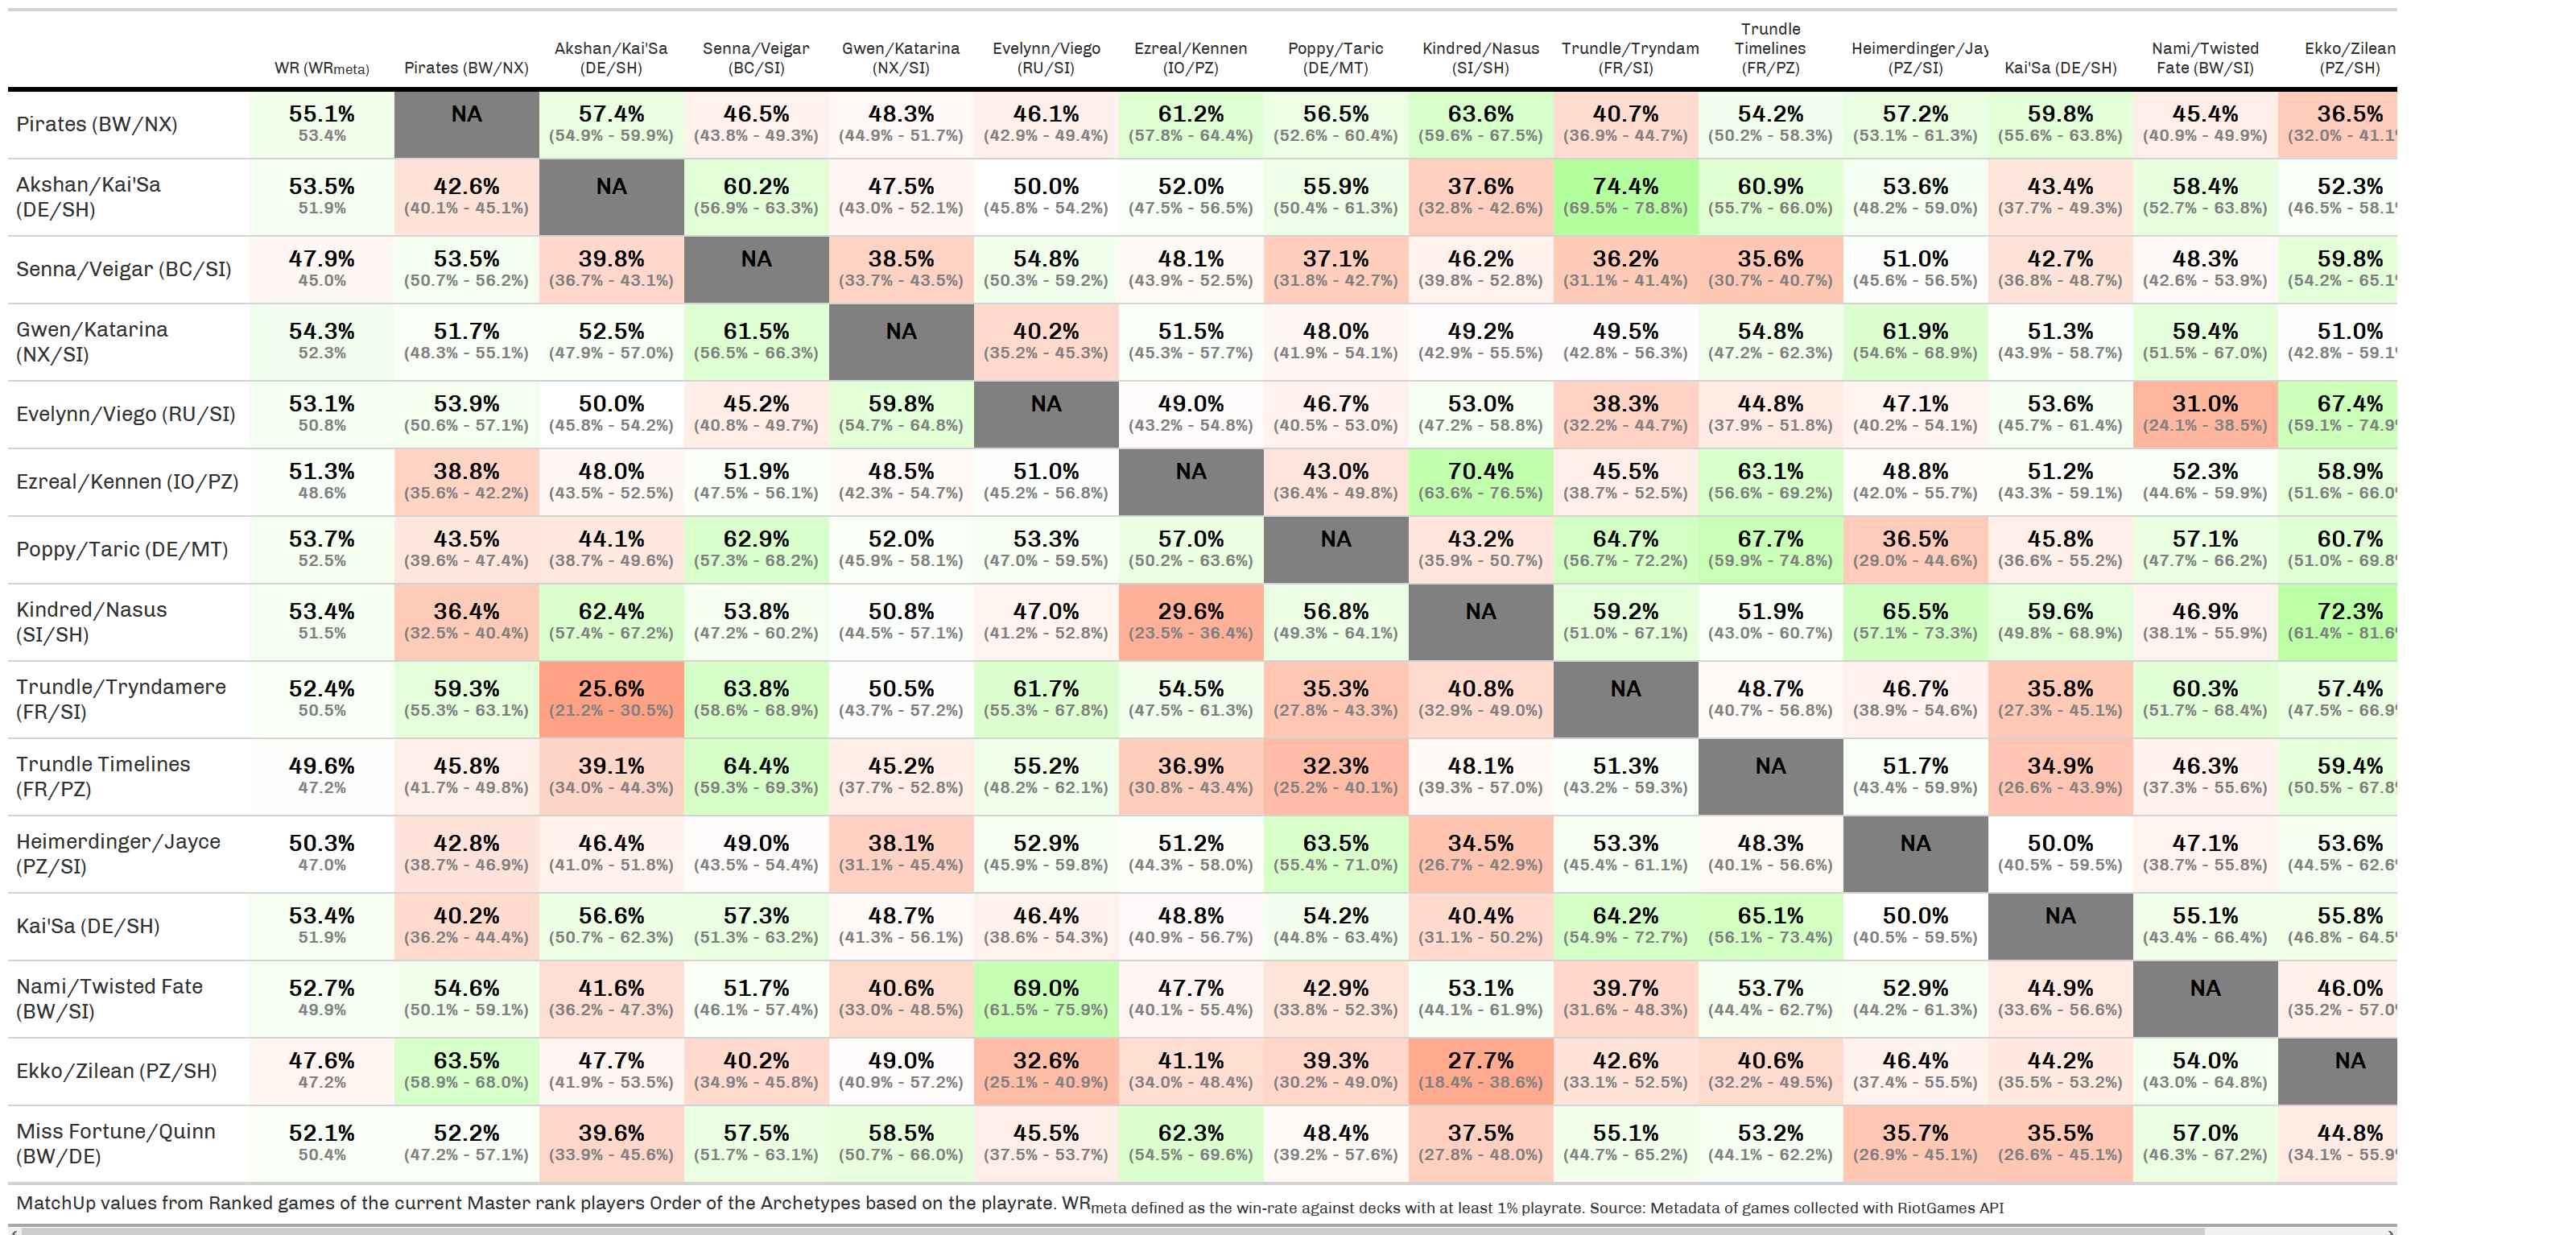 Trundle
Akshan/Kai'Sa Senna/Veigar Gwen/Katarina Evelynn/Viego Ezreal/Kennen Poppy/Taric Kindred/Nasus Trundle/Tryndam Timelines Heimerdinger/Jay Nami/Twisted Ekko/Zilean
WR (WRmeta) Pirates (BW/NX) (DE/SH) (BC/SI) (NX/SI) (RU/SI) (IO/PZ) (DE/MT) (SI/SH) (FR/SI) (FR/PZ) (PZ/SI) Kai'Sa (DE/SH) Fate (BW/SI) (PZ/SH)
Pirates (BW/NX) 55.1% NA 57.4% 46.5% 48.3% 46.1% 61.2% 56.5% 63.6% 40.7% 54.2% 57.2% 59.8% 45.4% 36.5%
53.4% (54.9% - 59.9%) (43.8% - 49.3%) (44.9% - 51.7%) (42.9% - 49.4%) (57.8% - 64.4%) (52.6% - 60.4%) (59.6% - 67.5%) (36.9% - 44.7%) (50.2% - 58.3%) (53.1% - 61.3%) (55.6% - 63.8%) (40.9% - 49.9%) (32.0% - 41.1%
Akshan/Kai'Sa 53.5% 42.6% NA 60.2% 47.5% 50.0% 52.0% 55.9% 37.6% 74.4% 60.9% 53.6% 43.4% 58.4% 52.3%
(DE/SH) 51.9% (40.1% - 45.1%) (56.9% - 63.3%) (43.0% - 52.1%) (45.8% - 54.2%) (47.5% - 56.5%) (50.4% - 61.3%) (32.8% - 42.6%) (69.5% - 78.8%) (55.7% - 66.0%) (48.2% - 59.0%) (37.7% - 49.3%) (52.7% - 63.8%) (46.5% - 58.1%
Senna/Veigar (BC/SI) 47.9% 53.5% 39.8% NA 38.5% 54.8% 48.1% 37.1% 46.2% 36.2% 35.6% 51.0% 42.7% 48.3% 59.8%
45.0% (50.7% - 56.2%) (36.7% - 43.1%) (33.7% - 43.5%) (50.3% - 59.2%) (43.9% - 52.5%) (31.8% - 42.7%) (39.8% - 52.8%) (31.1% - 41.4%) (30.7% - 40.7%) (45.6% - 56.5%) (36.8% - 48.7%) (42.6% - 53.9%) (54.2% - 65.1%
Gwen/Katarina 54.3% 51.7% 52.5% 61.5% NA 40.2% 51.5% 48.0% 49.2% 49.5% 54.8% 61.9% 51.3% 59.4% 51.0%
(NX/SI) 52.3% (48.3% - 55.1%) (47.9% - 57.0%) (56.5% - 66.3%) (35.2% - 45.3%) (45.3% - 57.7%) (41.9% - 54.1%) (42.9% - 55.5%) (42.8% - 56.3%) (47.2% - 62.3%) (54.6% - 68.9%) (43.9% - 58.7%) (51.5% - 67.0%) (42.8% - 59.1%
Evelynn/Viego (RU/SI) 53.1% 53.9% 50.0% 45.2% 59.8% NA 49.0% 46.7% 53.0% 38.3% 44.8% 47.1% 53.6% 31.0% 67.4%
50.8% (50.6% - 57.1%) (45.8% - 54.2%) (40.8% - 49.7%) (54.7% - 64.8%) (43.2% - 54.8%) (40.5% - 53.0%) (47.2% - 58.8%) (32.2% - 44.7%) (37.9% - 51.8%) (40.2% - 54.1%) (45.7% - 61.4%) (24.1% - 38.5%) (59.1% - 74.9%
Ezreal/Kennen (IO/PZ) 51.3% 38.8% 48.0% 51.9% 48.5% 51.0% NA 43.0% 70.4% 45.5% 63.1% 48.8% 51.2% 52.3% 58.9%
48.6% (35.6% - 42.2%) (43.5% - 52.5%) (47.5% - 56.1%) (42.3% - 54.7%) (45.2% - 56.8%) (36.4% - 49.8%) (63.6% - 76.5%) (38.7% - 52.5%) (56.6% - 69.2%) (42.0% - 55.7%) (43.3% - 59.1%) (44.6% - 59.9%) (51.6% - 66.0%
Poppy/Taric (DE/MT) 53.7% 43.5% 44.1% 62.9% 52.0% 53.3% 57.0% NA 43.2% 64.7% 67.7% 36.5% 45.8% 57.1% 60.7%
52.5% (39.6% - 47.4%) (38.7% - 49.6%) (57.3% - 68.2%) (45.9% - 58.1%) (47.0% - 59.5%) (50.2% - 63.6%) (35.9% - 50.7%) (56.7% - 72.2%) (59.9% - 74.8%) (29.0% - 44.6%) (36.6% - 55.2%) (47.7% - 66.2%) (51.0% - 69.8%
Kindred/Nasus 53.4% 36.4% 62.4% 53.8% 50.8% 47.0% 29.6% 56.8% NA 59.2% 51.9% 65.5% 59.6% 46.9% 72.3%
(SI/SH) 51.5% (32.5% - 40.4%) (57.4% - 67.2%) (47.2% - 60.2%) (44.5% - 57.1%) (41.2% - 52.8%) (23.5% - 36.4%) (49.3% - 64.1%) (51.0% - 67.1%) (43.0% - 60.7%) (57.1% - 73.3%) (49.8% - 68.9%) (38.1% - 55.9%) (61.4% - 81.6%
Trundle/Tryndamere 52.4% 59.3% 25.6% 63.8% 50.5% 61.7% 54.5% 35.3% 40.8% NA 48.7% 46.7% 35.8% 60.3% 57.4%
(FR/SI) 50.5% (55.3% - 63.1%) (21.2% - 30.5%) (58.6% - 68.9%) (43.7% - 57.2%) (55.3% - 67.8%) (47.5% - 61.3%) (27.8% - 43.3%) (32.9% - 49.0%) (40.7% - 56.8%) (38.9% - 54.6%) (27.3% - 45.1%) (51.7% - 68.4%) (47.5% - 66.9%
Trundle Timelines 49.6% 45.8% 39.1% 64.4% 45.2% 55.2% 36.9% 32.3% 48.1% 51.3% NA 51.7% 34.9% 46.3% 59.4%
(FR/PZ) 47.2% (41.7% - 49.8%) (34.0% - 44.3%) (59.3% - 69.3%) (37.7% - 52.8%) (48.2% - 62.1%) (30.8% - 43.4%) (25.2% - 40.1%) (39.3% - 57.0%) (43.2% - 59.3%) (43.4% - 59.9%) (26.6% - 43.9%) (37.3% - 55.6%) (50.5% - 67.8%
Heimerdinger/Jayce 50.3% 42.8% 46.4% 49.0% 38.1% 52.9% 51.2% 63.5% 34.5% 53.3% 48.3% NA 50.0% 47.1% 53.6%
(PZ/SI) 47.0% (38.7% - 46.9%) (41.0% - 51.8%) (43.5% - 54.4%) (31.1% - 45.4%) (45.9% - 59.8%) (44.3% - 58.0%) (55.4% - 71.0%) (26.7% - 42.9%) (45.4% - 61.1%) (40.1% - 56.6%) (40.5% - 59.5%) (38.7% - 55.8%) (44.5% - 62.6%
Kai'Sa (DE/SH) 53.4% 40.2% 56.6% 57.3% 48.7% 46.4% 48.8% 54.2% 40.4% 64.2% 65.1% 50.0% NA 55.1% 55.8%
51.9% (36.2% - 44.4%) (50.7% - 62.3%) (51.3% - 63.2%) (41.3% - 56.1%) (38.6% - 54.3%) (40.9% - 56.7%) (44.8% - 63.4%) (31.1% - 50.2%) (54.9% - 72.7%) (56.1% - 73.4%) (40.5% - 59.5%) (43.4% - 66.4%) (46.8% - 64.5%
Nami/Twisted Fate 52.7% 54.6% 41.6% 51.7% 40.6% 69.0% 47.7% 42.9% 53.1% 39.7% 53.7% 52.9% 44.9% NA 46.0%
(BW/SI) 49.9% (50.1% - 59.1%) (36.2% - 47.3%) (46.1% - 57.4%) (33.0% - 48.5%) (61.5% - 75.9%) (40.1% - 55.4%) (33.8% - 52.3%) (44.1% - 61.9%) (31.6% - 48.3%) (44.4% - 62.7%) (44.2% - 61.3%) (33.6% - 56.6%) (35.2% - 57.0%
Ekko/Zilean (PZ/SH) 47.6% 63.5% 47.7% 40.2% 49.0% 32.6% 41.1% 39.3% 27.7% 42.6% 40.6% 46.4% 44.2% 54.0% NA
47.2% (58.9% - 68.0%) (41.9% - 53.5%) (34.9% - 45.8%) (40.9% - 57.2%) (25.1% - 40.9%) (34.0% - 48.4%) (30.2% - 49.0%) (18.4% - 38.6%) (33.1% - 52.5%) (32.2% - 49.5%) (37.4% - 55.5%) (35.5% - 53.2%) (43.0% - 64.8%)
Miss Fortune/Quinn 52.1% 52.2% 39.6% 57.5% 58.5% 45.5% 62.3% 48.4% 37.5% 55.1% 53.2% 35.7% 35.5% 57.0% 44.8%
(BW/DE) 50.4% (47.2% - 57.1%) (33.9% - 45.6%) (51.7% - 63.1%) (50.7% - 66.0%) (37.5% - 53.7%) (54.5% - 69.6%) (39.2% - 57.6%) (27.8% - 48.0%) (44.7% - 65.2%) (44.1% - 62.2%) (26.9% - 45.1%) (26.6% - 45.1%) (46.3% - 67.2%) (34.1% - 55.9%
MatchUp values from Ranked games of the current Master rank players Order of the Archetypes based on the playrate. WRmeta defined as the win-rate against decks with at least 1% playrate. Source: Metadata of games collected with RiotGames API